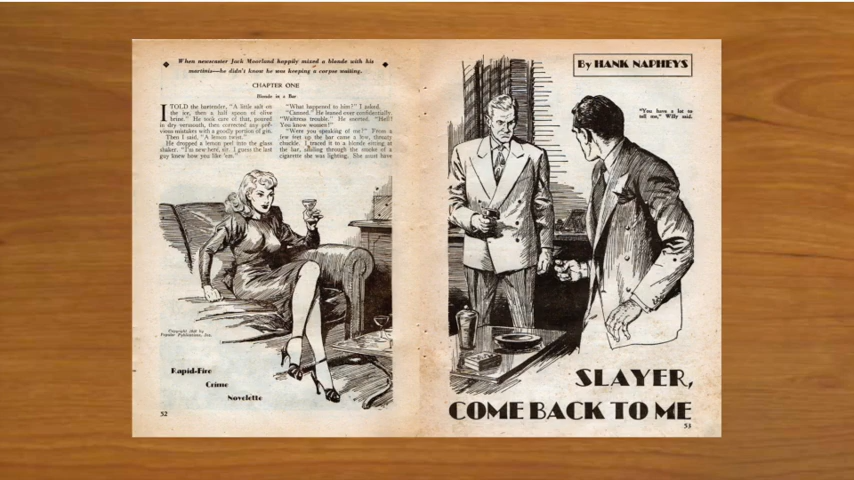 When newscaster Jack Moorland happily mixed a blonde with his
martinis—he didn't know he was keeping a corpse waiting.
CHAPTER ONE
Blonde in a Bar
I TOLD the bartender, "A little salt on
the ice, then a half spoon of olive
brine." He took care of that, poured
in dry vermouth, then corrected any pre-
vious mistakes with a goodly portion of gin.
Then I said, "A lemon twist."
He dropped a lemon peel into the glass
shaker. "I'm new here, sir. I guess the last
guy knew how you like 'em."
"What happened to him?" I asked.
"Canned." He leaned over confidentially.
"Waitress trouble." He snorted. "Hell!
You know women!"
"Were you speaking of me?" From a
few feet up the bar came a low, throaty
chuckle. I traced it to a blonde sitting at
the bar, smiling through the smoke of a
cigarette she was lighting. She must have
Copyright 1948 by
Popular Publications, Inc.
Rapid-Fire
Crime
Novelette
52
By HANK NAPHEYS
"You have a lot to
tell me," Willy said.
SLAYER,
COME BACK TO ME
53